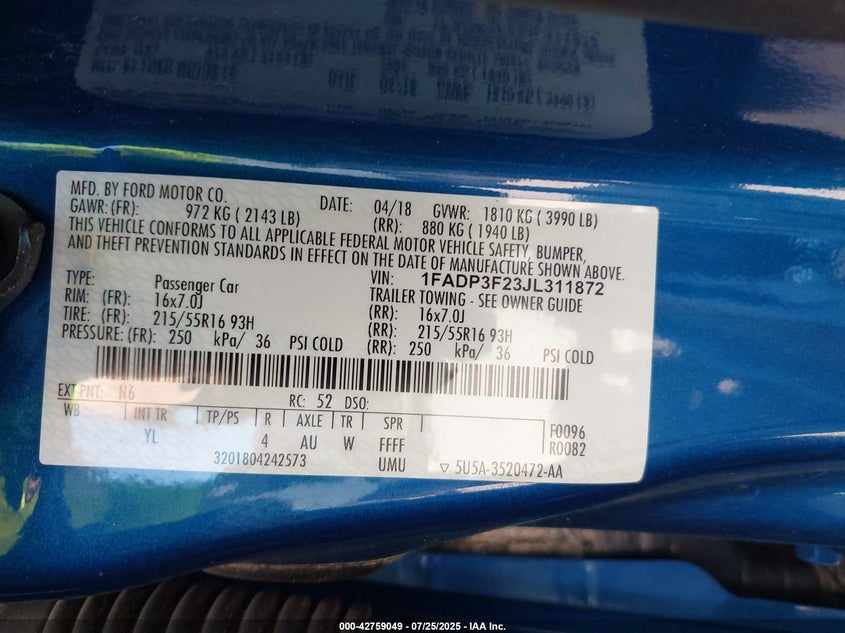 MFD. BY FORD MOTOR CO. DATE: 04/18 GVWR: 1810 KG ( 3990 LB)
GAWR:(FR): 972 KG ( 2143 LB) (RR): 880 KG ( 1940 LB)
THIS VEHICLE CONFORMS TO ALL APPLICABLE FEDERAL MOTOR VEHICLE SAFETY, BUMPER,
AND THEFT PREVENTION STANDARDS IN EFFECT ON THE DATE OF MANUFACTURE SHOWN ABOVE.
TYPE: Passenger Car VIN: 1FADP3F23JL311872
TRAILER TOWING - SEE OWNER GUIDE
RIM: (FR): 16x7.0J (RR): 16x7.0J
TIRE: (FR): 215/55R16 93H (RR): 215/55R16 93H
PRESSURE:(FR): 250 kPa/ 36 PSI COLD (RR): 250 kPa/ 36 PSI COLD
EXT PNT: N6 RC: 52 DSO:
WB INT TR TP/PS R AXLE TR SPR F0096
YL 4 AU W FFFF R0082
3201804242573 UMU 5U5A-3520472-AA
000-42759049 - 07/25/2025 - IAA Inc.